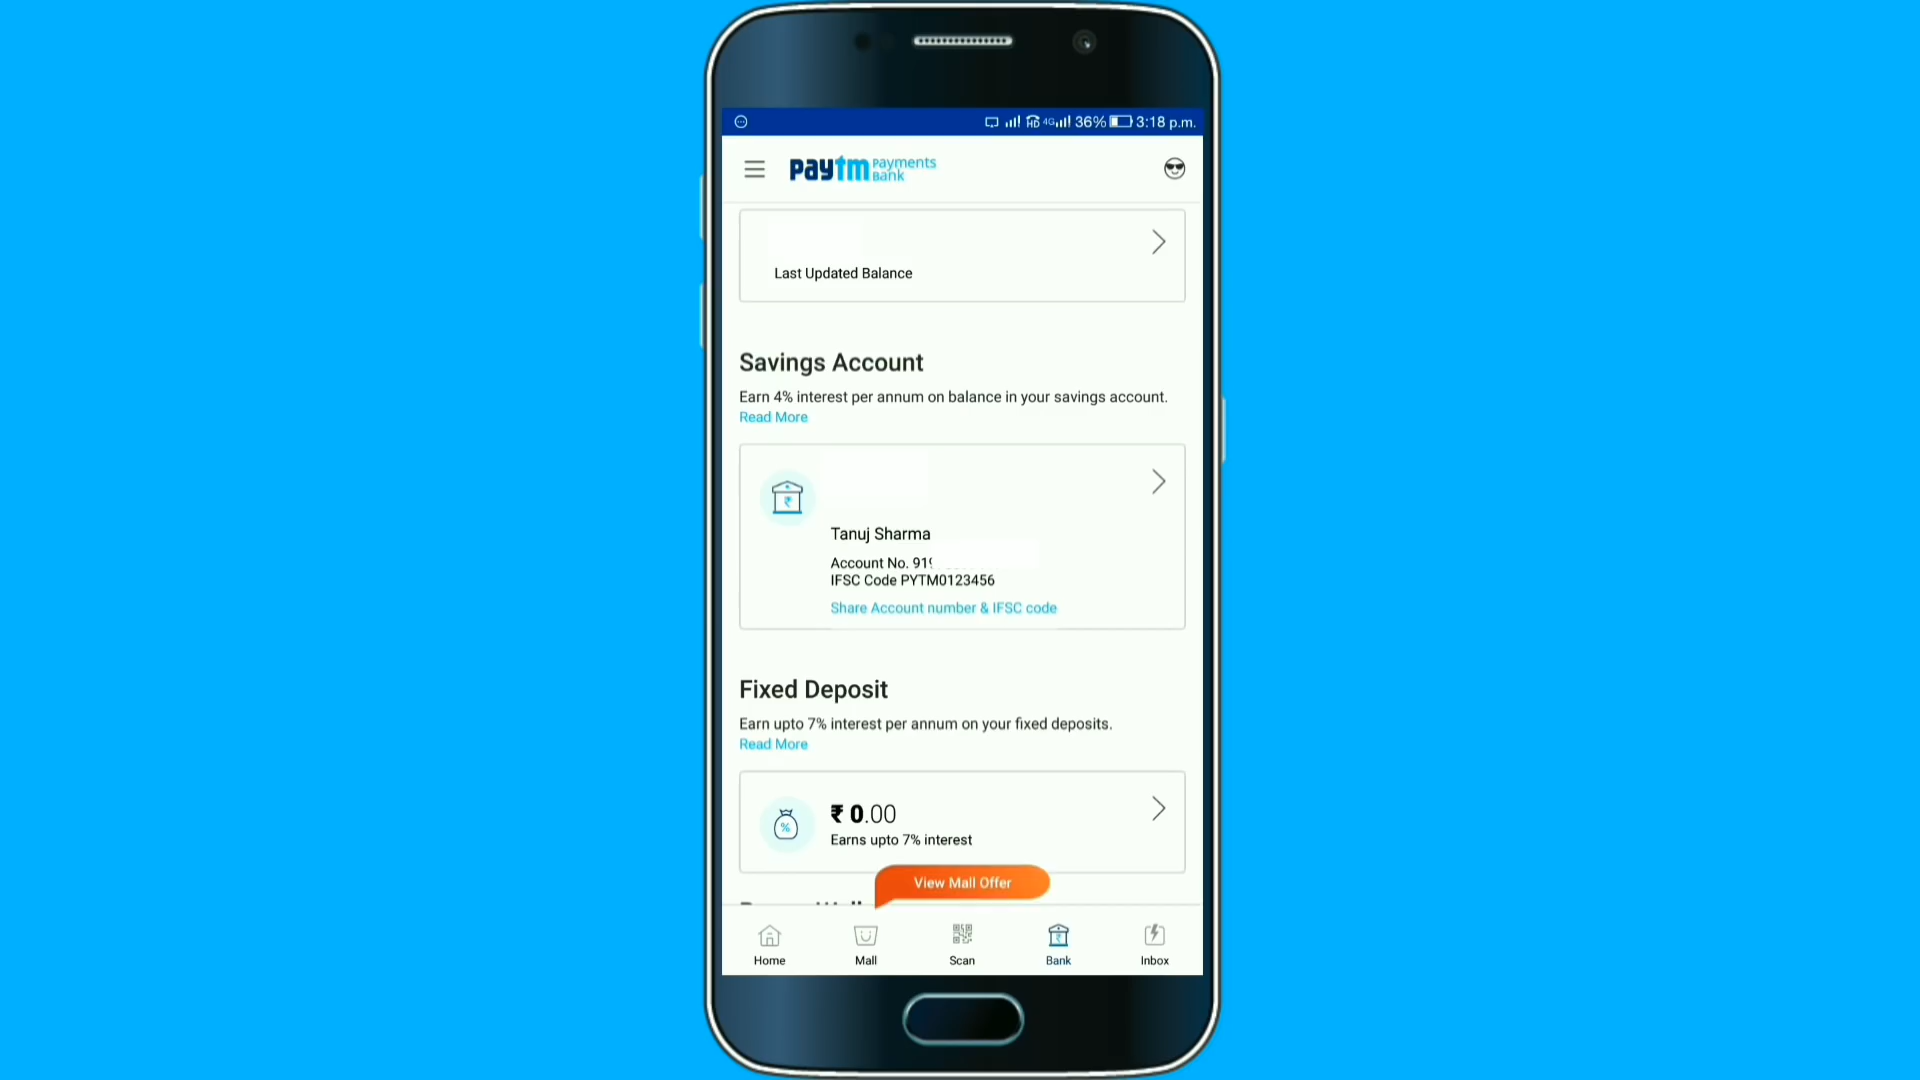 HD 4G 36% 3:18 p.m.
paytm Payments Bank
Last Updated Balance
Savings Account
Earn 4% interest per annum on balance in your savings account.
Read More
Tanuj Sharma
Account No. 919
IFSC Code PYTM0123456
Share Account number & IFSC code
Fixed Deposit
Earn upto 7% interest per annum on your fixed deposits.
Read More
₹ 0.00
Earns upto 7% interest
View Mall Offer
Home Mall Scan Bank Inbox